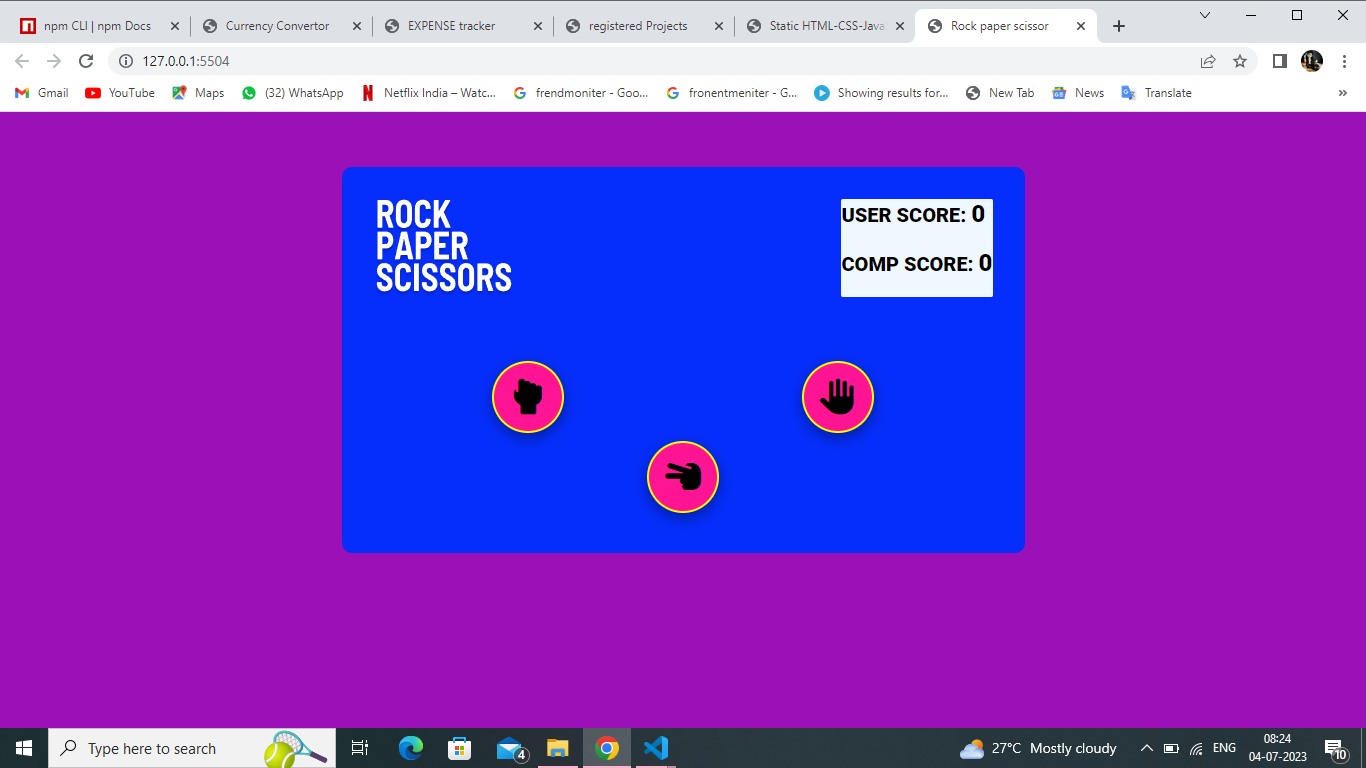 npm CLI | npm Docs
Currency Convertor
EXPENSE tracker
registered Projects
Static HTML-CSS-Java
Rock paper scissor
127.0.0.1:5504
Gmail
YouTube
Maps
(32) WhatsApp
Netflix India – Watc...
frendmoniter - Goo...
fronentmeniter - G...
Showing results for...
New Tab
News
Translate
»
ROCK
PAPER
SCISSORS
USER SCORE: 0
COMP SCORE: 0
Type here to search
4
27°C Mostly cloudy
ENG
08:24
04-07-2023
10